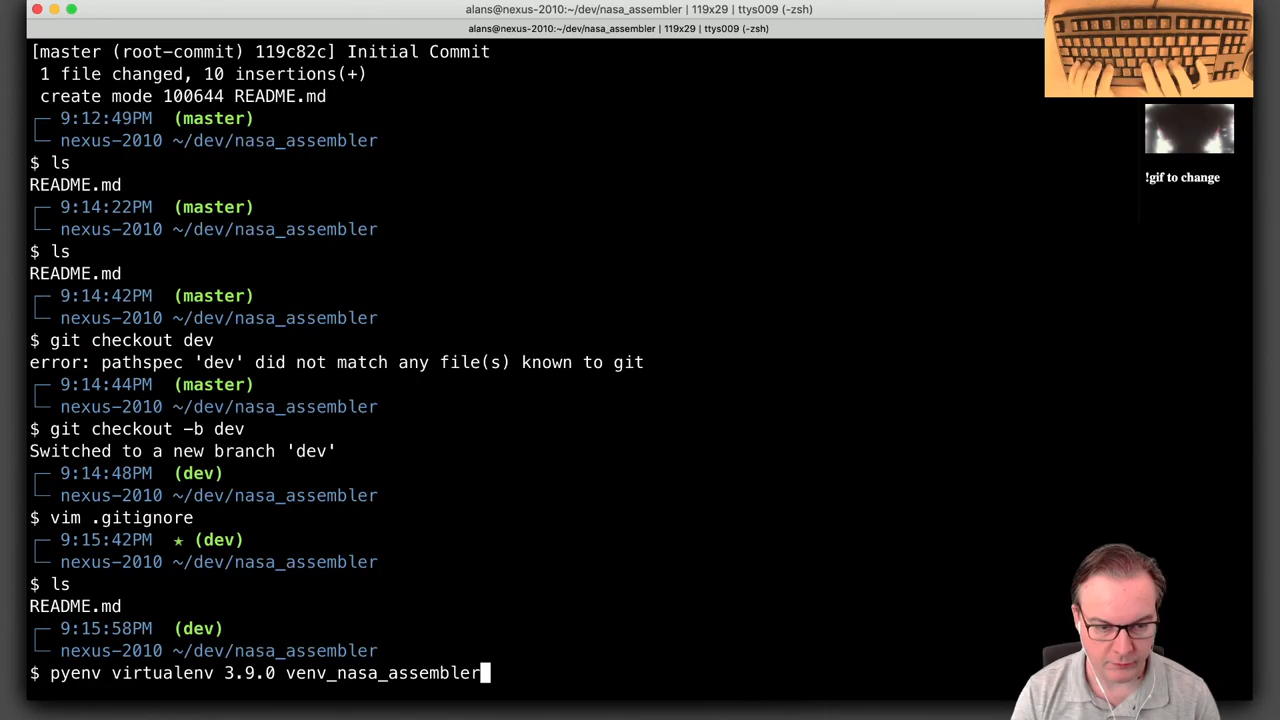 alans@nexus-2010:~/dev/nasa_assembler | 119x29 | ttys009 (-zsh)
alans@nexus-2010:~/dev/nasa_assembler | 119x29 | ttys009 (-zsh)
[master (root-commit) 119c82c] Initial Commit
1 file changed, 10 insertions(+)
create mode 100644 README.md
9:12:49PM (master)
nexus-2010 ~/dev/nasa_assembler
$ ls
README.md
9:14:22PM (master)
nexus-2010 ~/dev/nasa_assembler
$ ls
README.md
9:14:42PM (master)
nexus-2010 ~/dev/nasa_assembler
$ git checkout dev
error: pathspec 'dev' did not match any file(s) known to git
9:14:44PM (master)
nexus-2010 ~/dev/nasa_assembler
$ git checkout -b dev
Switched to a new branch 'dev'
9:14:48PM (dev)
nexus-2010 ~/dev/nasa_assembler
$ vim .gitignore
9:15:42PM ★ (dev)
nexus-2010 ~/dev/nasa_assembler
$ ls
README.md
9:15:58PM (dev)
nexus-2010 ~/dev/nasa_assembler
$ pyenv virtualenv 3.9.0 venv_nasa_assembler
!gif to change